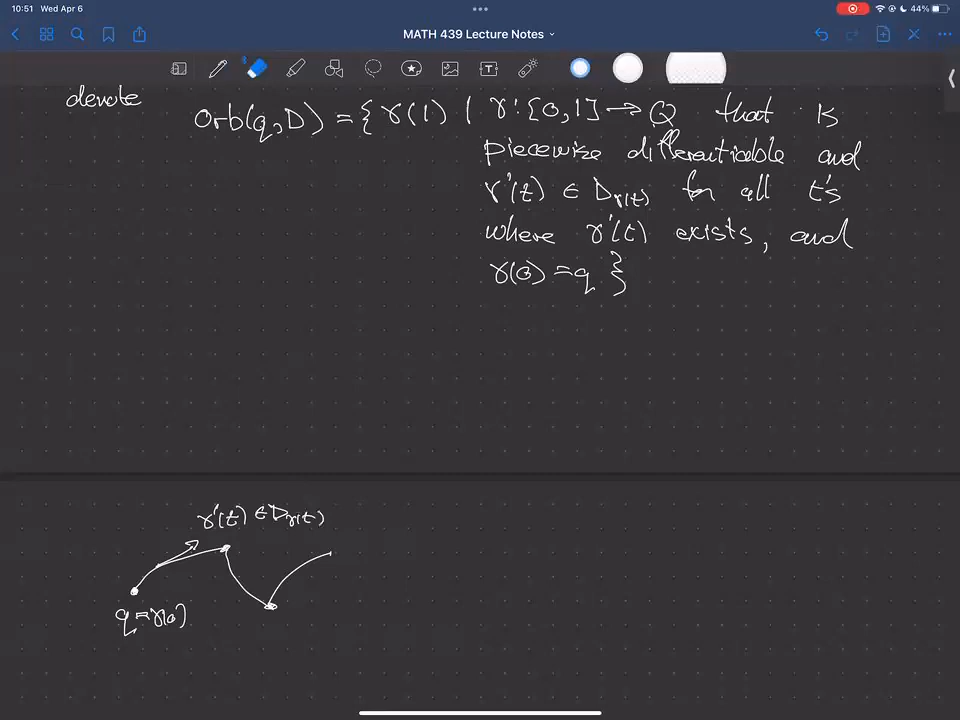 10:51 Wed Apr 6
44%
MATH 439 Lecture Notes
denote
Orb(q,D) = { γ(1) | γ: [0,1] → Q that is
piecewise differenticable and
γ'(t) ∈ D_γ(t) for all t's
where γ'(t) exists, and
γ(0) = q }
γ'(t) ∈ D_γ(t)
q = γ(0)